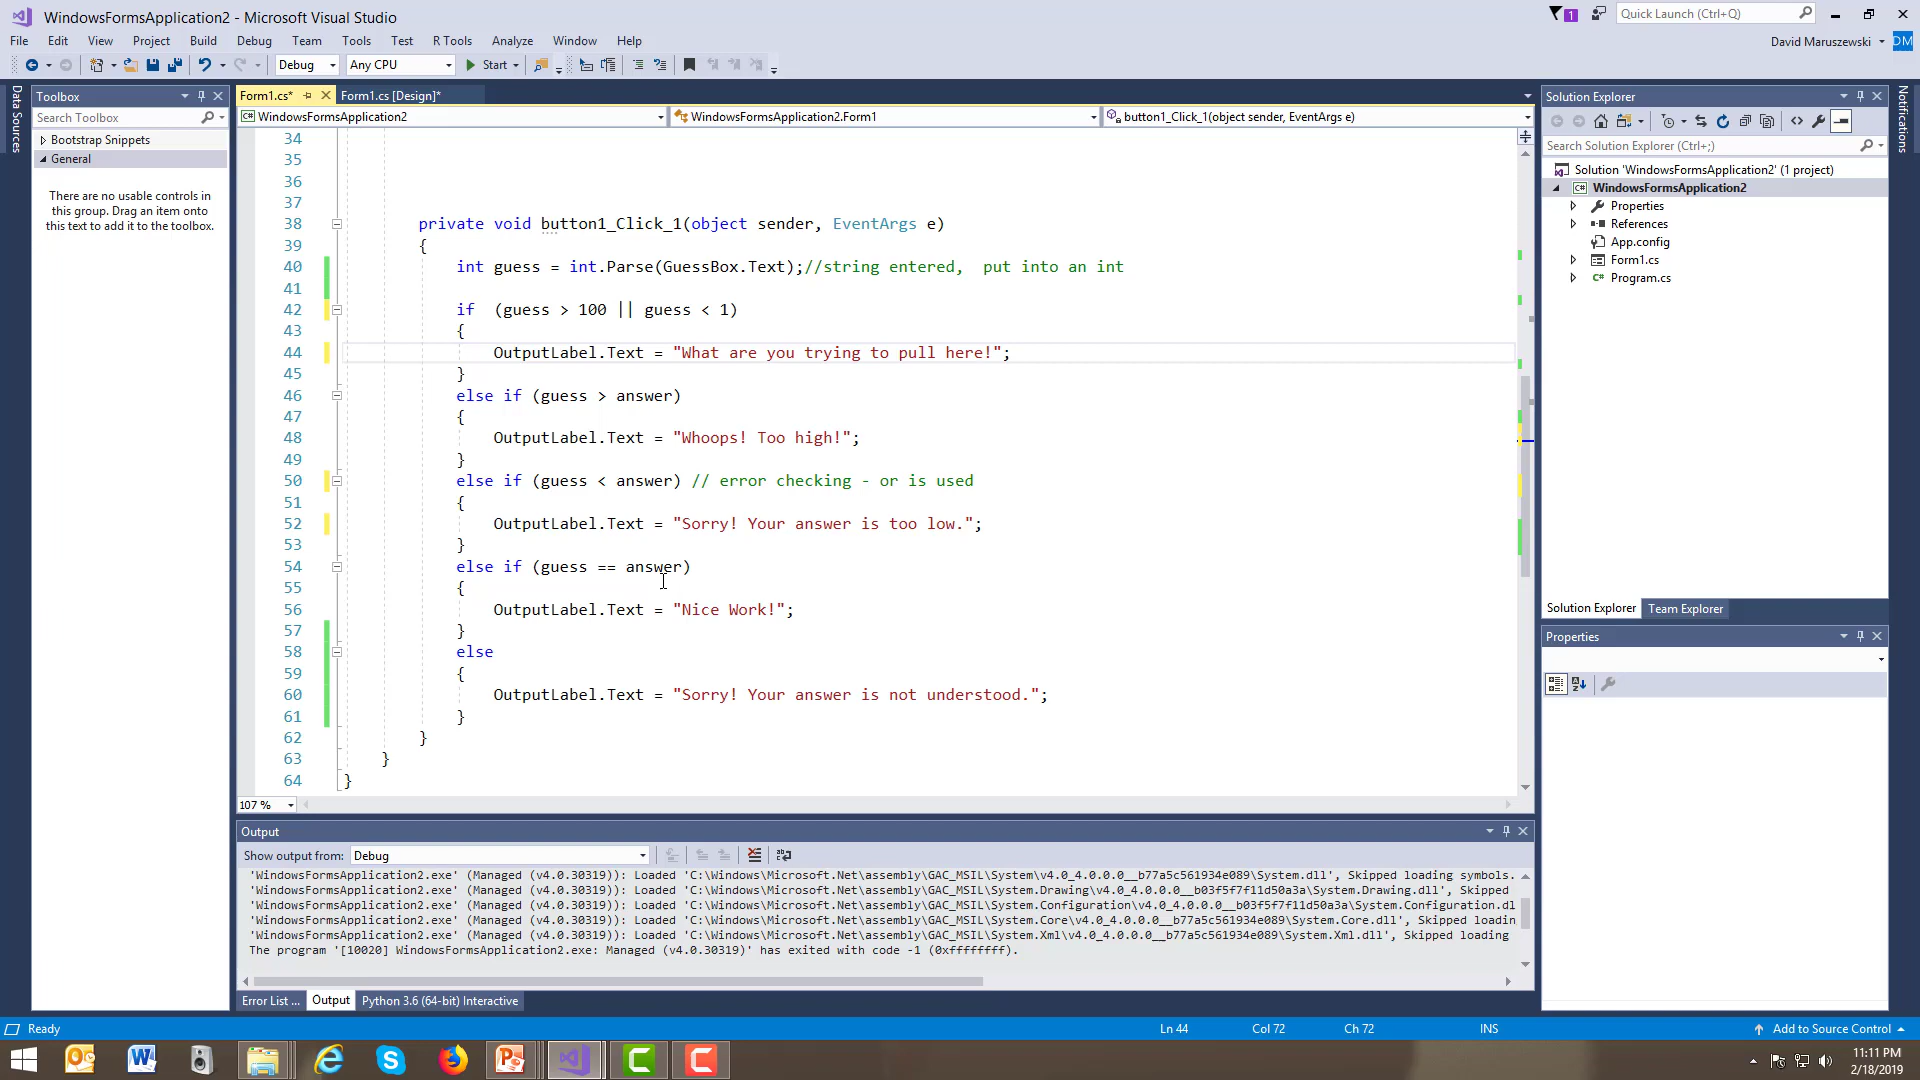 WindowsFormsApplication2 - Microsoft Visual Studio
1
Quick Launch (Ctrl+Q)
File Edit View Project Build Debug Team Tools Test R Tools Analyze Window Help
David Maruszewski DM
Debug Any CPU Start
Data Sources
Toolbox
Search Toolbox
Bootstrap Snippets
General
There are no usable controls in
this group. Drag an item onto
this text to add it to the toolbox.
Form1.cs* Form1.cs [Design]*
WindowsFormsApplication2 WindowsFormsApplication2.Form1 button1_Click_1(object sender, EventArgs e)
34
35
36
37
38 private void button1_Click_1(object sender, EventArgs e)
39 {
40 int guess = int.Parse(GuessBox.Text);//string entered, put into an int
41
42 if (guess > 100 || guess < 1)
43 {
44 OutputLabel.Text = "What are you trying to pull here!";
45 }
46 else if (guess > answer)
47 {
48 OutputLabel.Text = "Whoops! Too high!";
49 }
50 else if (guess < answer) // error checking - or is used
51 {
52 OutputLabel.Text = "Sorry! Your answer is too low.";
53 }
54 else if (guess == answer)
55 {
56 OutputLabel.Text = "Nice Work!";
57 }
58 else
59 {
60 OutputLabel.Text = "Sorry! Your answer is not understood.";
61 }
62 }
63 }
64 }
107 %
Output
Show output from: Debug
'WindowsFormsApplication2.exe' (Managed (v4.0.30319)): Loaded 'C:\Windows\Microsoft.Net\assembly\GAC_MSIL\System\v4.0_4.0.0.0__b77a5c561934e089\System.dll', Skipped loading symbols.
'WindowsFormsApplication2.exe' (Managed (v4.0.30319)): Loaded 'C:\Windows\Microsoft.Net\assembly\GAC_MSIL\System.Drawing\v4.0_4.0.0.0__b03f5f7f11d50a3a\System.Drawing.dll', Skipped
'WindowsFormsApplication2.exe' (Managed (v4.0.30319)): Loaded 'C:\Windows\Microsoft.Net\assembly\GAC_MSIL\System.Configuration\v4.0_4.0.0.0__b03f5f7f11d50a3a\System.Configuration.dl
'WindowsFormsApplication2.exe' (Managed (v4.0.30319)): Loaded 'C:\Windows\Microsoft.Net\assembly\GAC_MSIL\System.Core\v4.0_4.0.0.0__b77a5c561934e089\System.Core.dll', Skipped loadin
'WindowsFormsApplication2.exe' (Managed (v4.0.30319)): Loaded 'C:\Windows\Microsoft.Net\assembly\GAC_MSIL\System.Xml\v4.0_4.0.0.0__b77a5c561934e089\System.Xml.dll', Skipped loading
The program '[10020] WindowsFormsApplication2.exe: Managed (v4.0.30319)' has exited with code -1 (0xffffffff).
Error List ... Output Python 3.6 (64-bit) Interactive
Solution Explorer
Search Solution Explorer (Ctrl+;)
Solution 'WindowsFormsApplication2' (1 project)
WindowsFormsApplication2
Properties
References
App.config
Form1.cs
Program.cs
Solution Explorer Team Explorer
Properties
Notifications
Ready Ln 44 Col 72 Ch 72 INS Add to Source Control
11:11 PM
2/18/2019